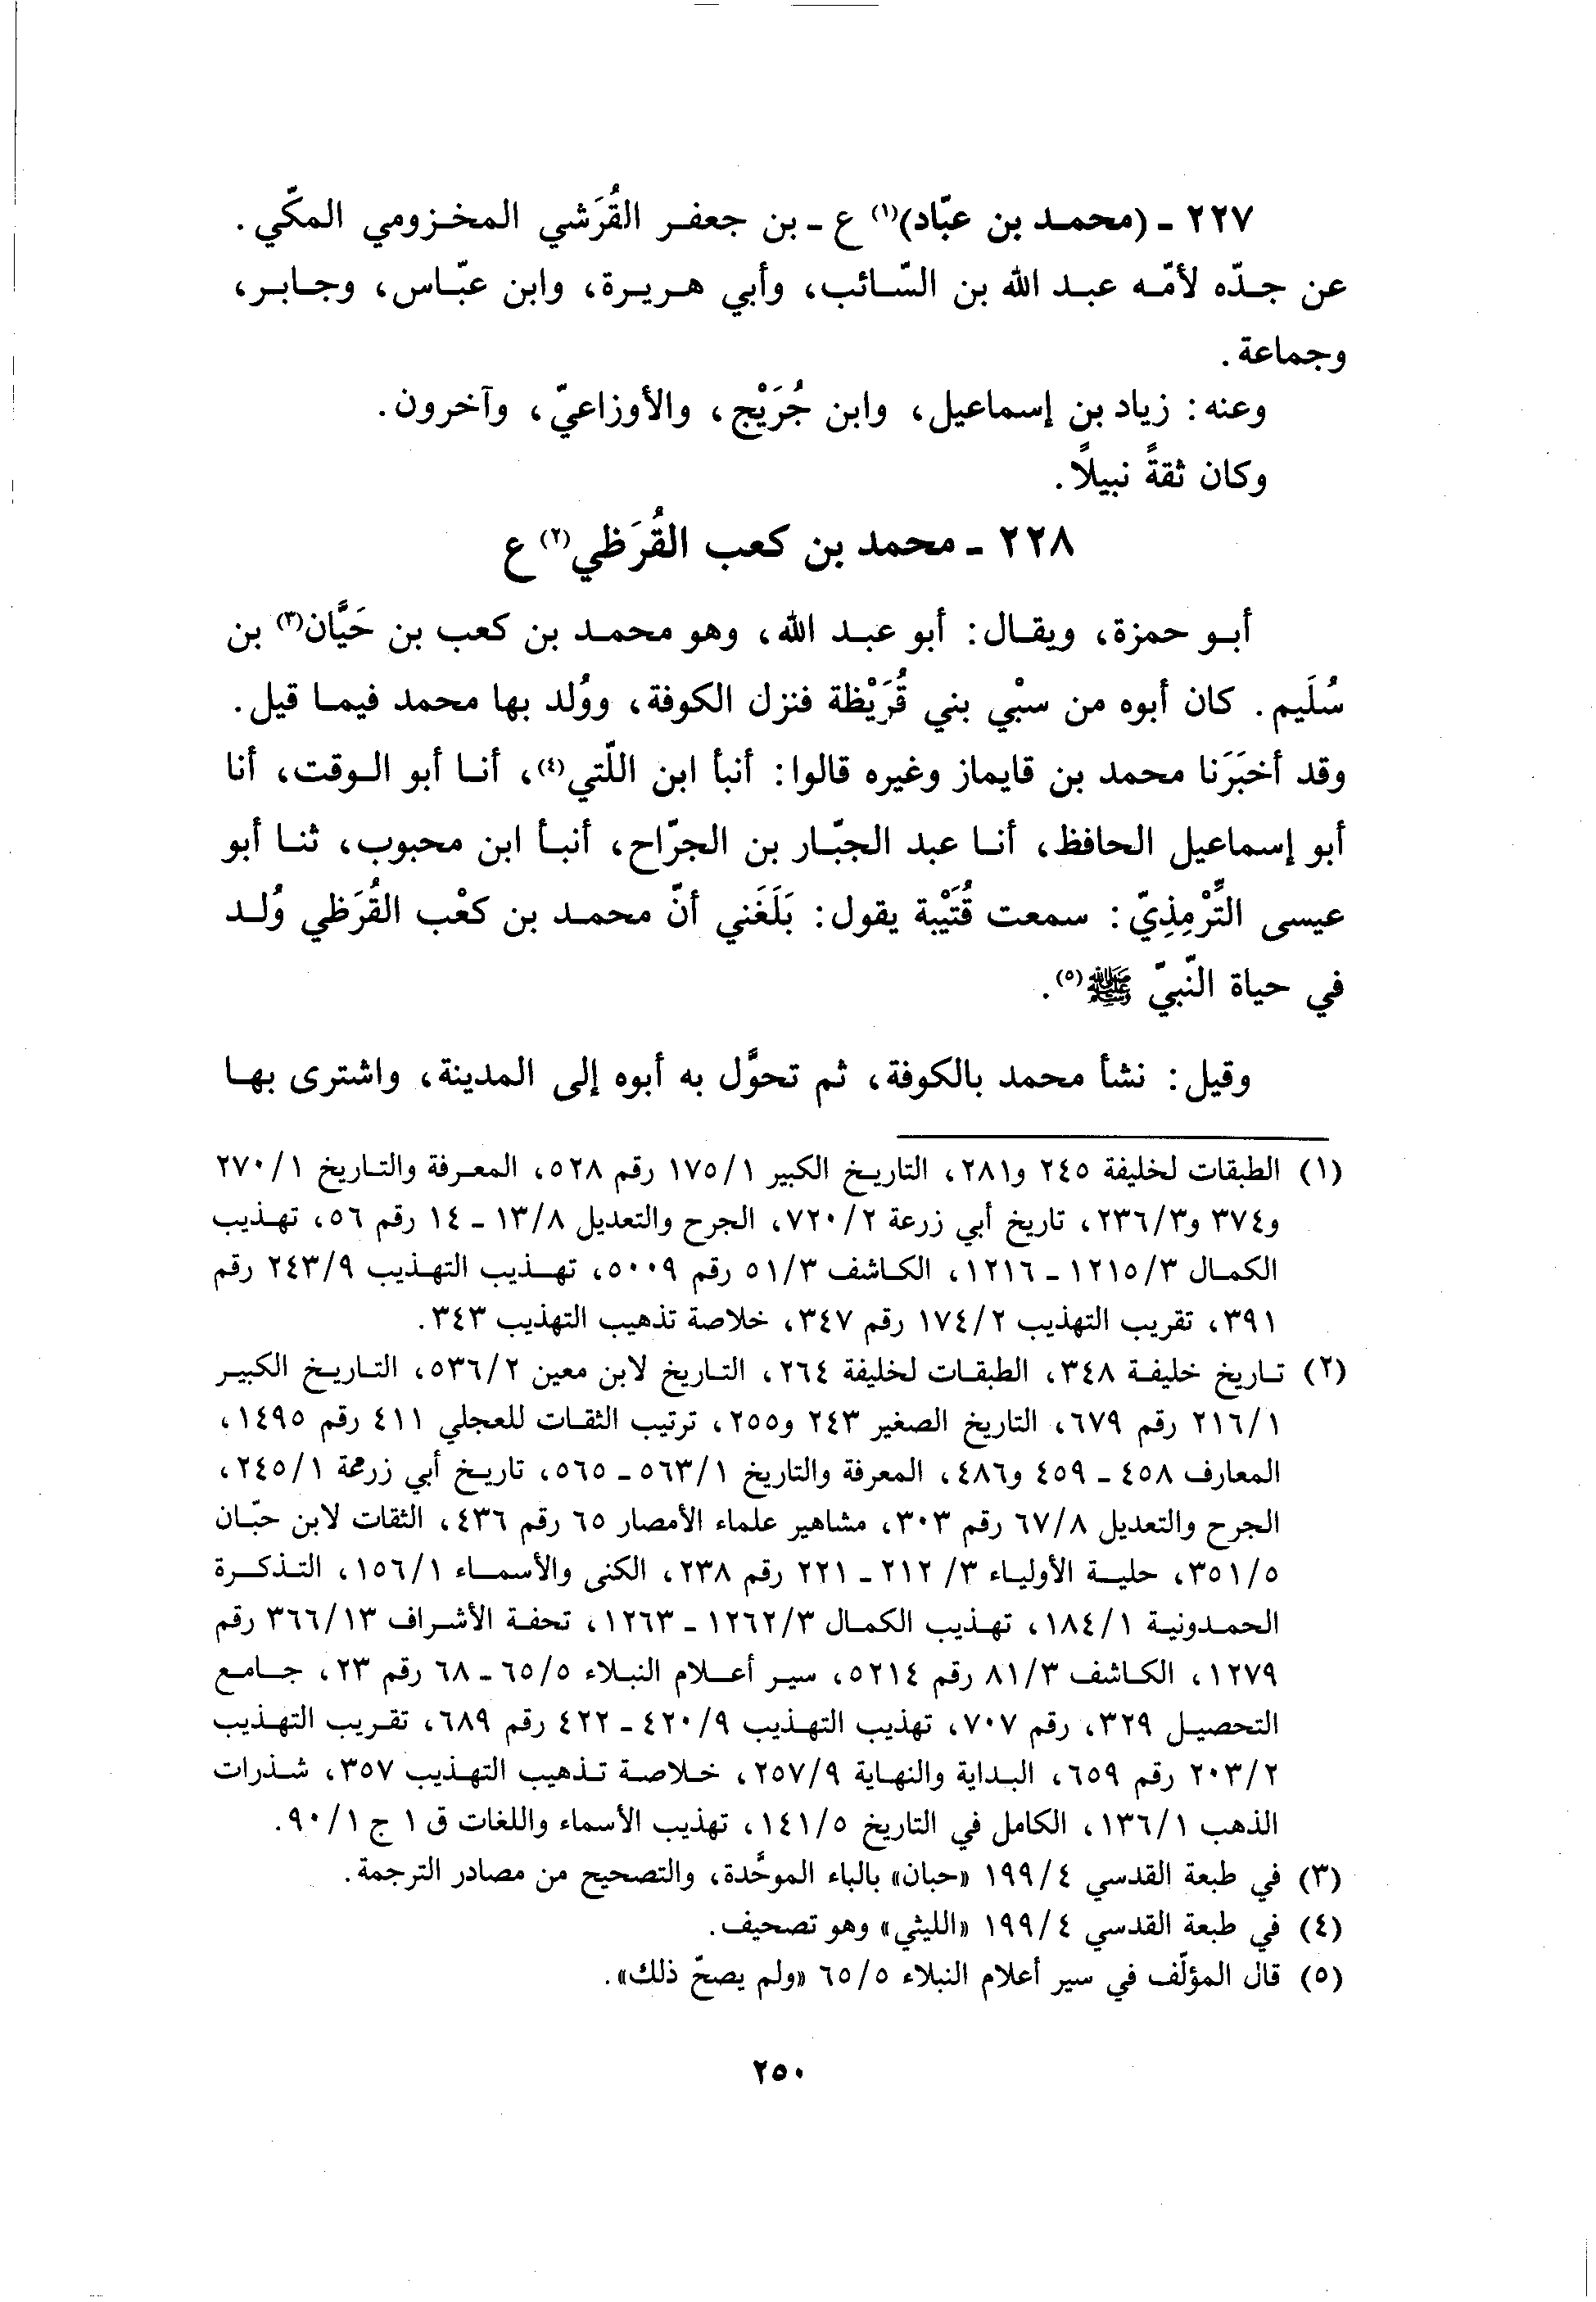 ٢٢٧ ـ (محمد بن عبّاد)(١) ع ـ بن جعفر القُرَشي المخزومي المكّي.
عن جدّه لأمّه عبد الله بن السّائب، وأبي هريرة، وابن عبّاس، وجابر،
وجماعة.
وعنه: زياد بن إسماعيل، وابن جُرَيْج، والأوزاعيّ، وآخرون.
وكان ثقةً نبيلًا.
٢٢٨ ـ محمد بن كعب القُرَظي(٢) ع
أبو حمزة، ويقال: أبو عبد الله، وهو محمد بن كعب بن حَيَّان(٣) بن
سُلَيم. كان أبوه من سبْي بني قُرَيْظة فنزل الكوفة، ووُلد بها محمد فيما قيل.
وقد أخبَرَنا محمد بن قايماز وغيره قالوا: أنبأ ابن اللّتي(٤)، أنا أبو الوقت، أنا
أبو إسماعيل الحافظ، أنا عبد الجبّار بن الجرّاح، أنبأ ابن محبوب، ثنا أبو
عيسى التِّرْمِذِيّ: سمعت قُتَيْبة يقول: بَلَغَني أنّ محمد بن كعْب القُرَظي وُلد
في حياة النّبيّ ﷺ(٥).
وقيل: نشأ محمد بالكوفة، ثم تحوَّل به أبوه إلى المدينة، واشترى بها
(١) الطبقات لخليفة ٢٤٥ و٢٨١، التاريخ الكبير ١/١٧٥ رقم ٥٢٨، المعرفة والتاريخ ١/٢٧٠
و٣٧٤ و٣/٢٣٦، تاريخ أبي زرعة ٢/٧٢٠، الجرح والتعديل ٨/١٣ ـ ١٤ رقم ٥٦، تهذيب
الكمال ٣/١٢١٥ ـ ١٢١٦، الكاشف ٣/٥١ رقم ٥٠٠٩، تهذيب التهذيب ٩/٢٤٣ رقم
٣٩١، تقريب التهذيب ٢/١٧٤ رقم ٣٤٧، خلاصة تذهيب التهذيب ٣٤٣.
(٢) تاريخ خليفة ٣٤٨، الطبقات لخليفة ٢٦٤، التاريخ لابن معين ٢/٥٣٦، التاريخ الكبير
١/٢١٦ رقم ٦٧٩، التاريخ الصغير ٢٤٣ و٢٥٥، ترتيب الثقات للعجلي ٤١١ رقم ١٤٩٥،
المعارف ٤٥٨ ـ ٤٥٩ و٤٨٦، المعرفة والتاريخ ١/٥٦٣ ـ ٥٦٥، تاريخ أبي زرعة ١/٢٤٥،
الجرح والتعديل ٨/٦٧ رقم ٣٠٣، مشاهير علماء الأمصار ٦٥ رقم ٤٣٦، الثقات لابن حبّان
٥/٣٥١، حلية الأولياء ٣/ ٢١٢ ـ ٢٢١ رقم ٢٣٨، الكنى والأسماء ١/١٥٦، التذكرة
الحمدونية ١/١٨٤، تهذيب الكمال ٣/١٢٦٢ ـ ١٢٦٣، تحفة الأشراف ١٣/٣٦٦ رقم
١٢٧٩، الكاشف ٣/٨١ رقم ٥٢١٤، سير أعلام النبلاء ٥/٦٥ ـ ٦٨ رقم ٢٣، جامع
التحصيل ٣٢٩، رقم ٧٠٧، تهذيب التهذيب ٩/٤٢٠ ـ ٤٢٢ رقم ٦٨٩، تقريب التهذيب
٢/٢٠٣ رقم ٦٥٩، البداية والنهاية ٩/٢٥٧، خلاصة تذهيب التهذيب ٣٥٧، شذرات
الذهب ١/١٣٦، الكامل في التاريخ ٥/١٤١، تهذيب الأسماء واللغات ق ١ ج ١/٩٠.
(٣) في طبعة القدسي ٤/١٩٩ «حبان» بالباء الموحَّدة، والتصحيح من مصادر الترجمة.
(٤) في طبعة القدسي ٤/١٩٩ «الليثي» وهو تصحيف.
(٥) قال المؤلّف في سير أعلام النبلاء ٥/٦٥ «ولم يصحّ ذلك».
٢٥٠